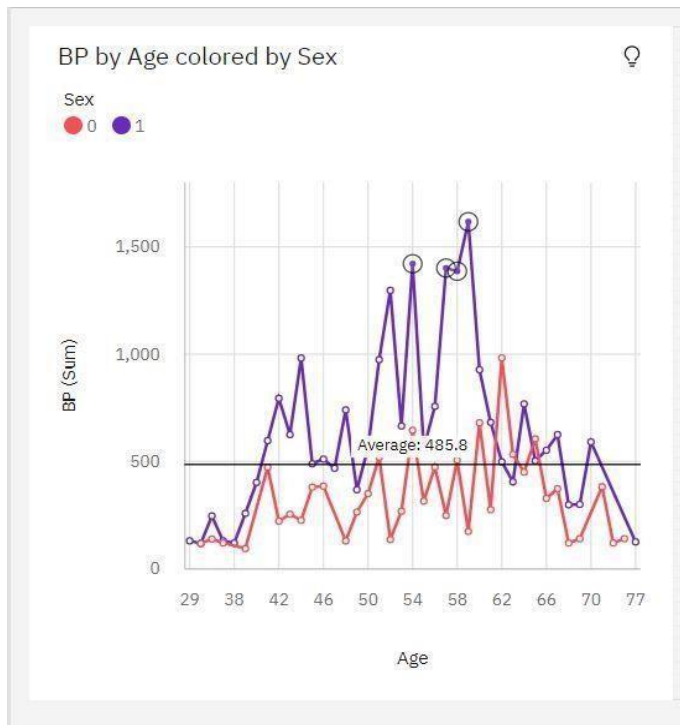 BP by Age colored by Sex
Sex
0 1
1,500
1,000
500
0
BP (Sum)
Average: 485.8
29 38 42 46 50 54 58 62 66 70 77
Age